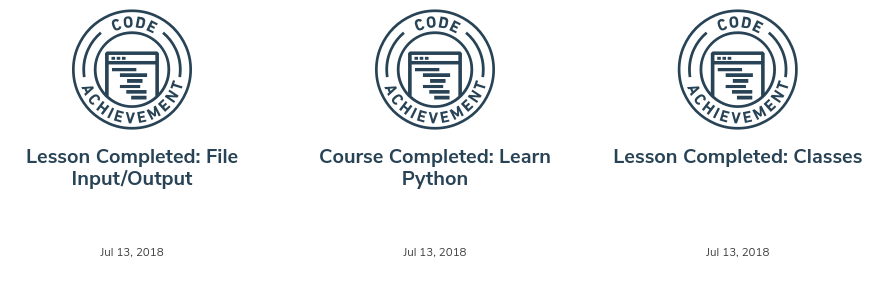 CODE
ACHIEVEMENT
Lesson Completed: File
Input/Output
Jul 13, 2018
CODE
ACHIEVEMENT
Course Completed: Learn
Python
Jul 13, 2018
CODE
ACHIEVEMENT
Lesson Completed: Classes
Jul 13, 2018